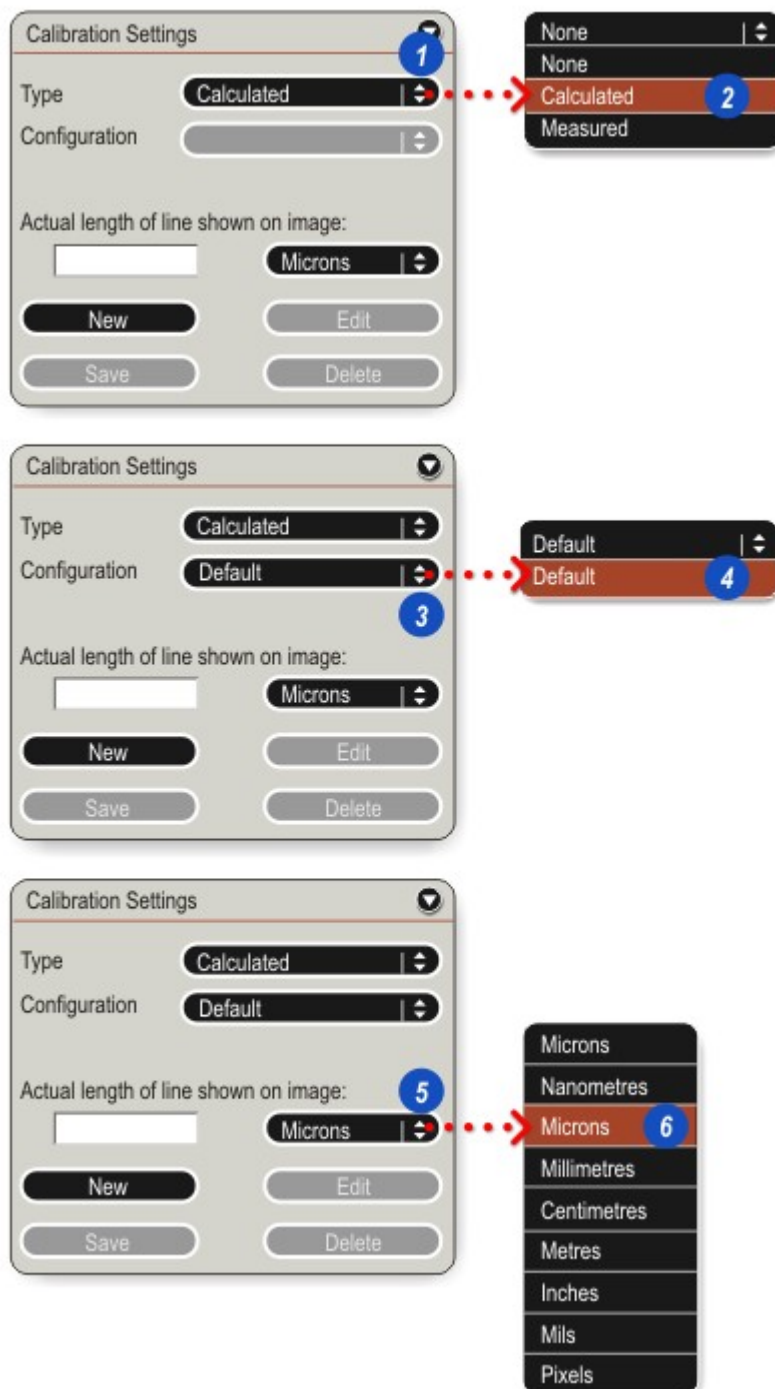 Calibration Settings
1
Type
Calculated
Configuration
Actual length of line shown on image:
Microns
New
Edit
Save
Delete
None
None
Calculated
2
Measured
Calibration Settings
Type
Calculated
Configuration
Default
3
Actual length of line shown on image:
Microns
New
Edit
Save
Delete
Default
Default
4
Calibration Settings
Type
Calculated
Configuration
Default
Actual length of line shown on image:
5
Microns
New
Edit
Save
Delete
Microns
Nanometres
Microns
6
Millimetres
Centimetres
Metres
Inches
Mils
Pixels